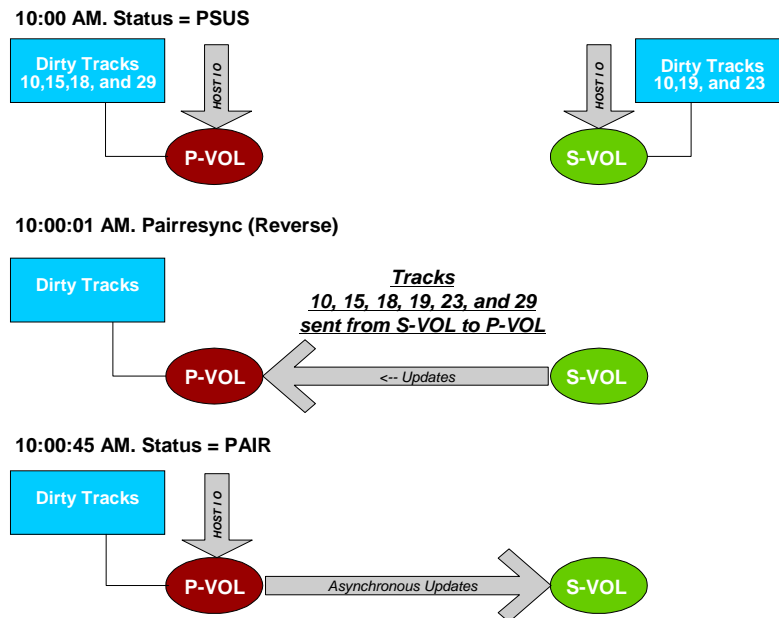 10:00 AM. Status = PSUS
Dirty Tracks
10,15,18, and 29
HOST I O
P-VOL
HOST I O
S-VOL
Dirty Tracks
10,19, and 23
10:00:01 AM. Pairresync (Reverse)
Dirty Tracks
Tracks
10, 15, 18, 19, 23, and 29
sent from S-VOL to P-VOL
P-VOL
<-- Updates
S-VOL
10:00:45 AM. Status = PAIR
Dirty Tracks
HOST I O
P-VOL
Asynchronous Updates
S-VOL